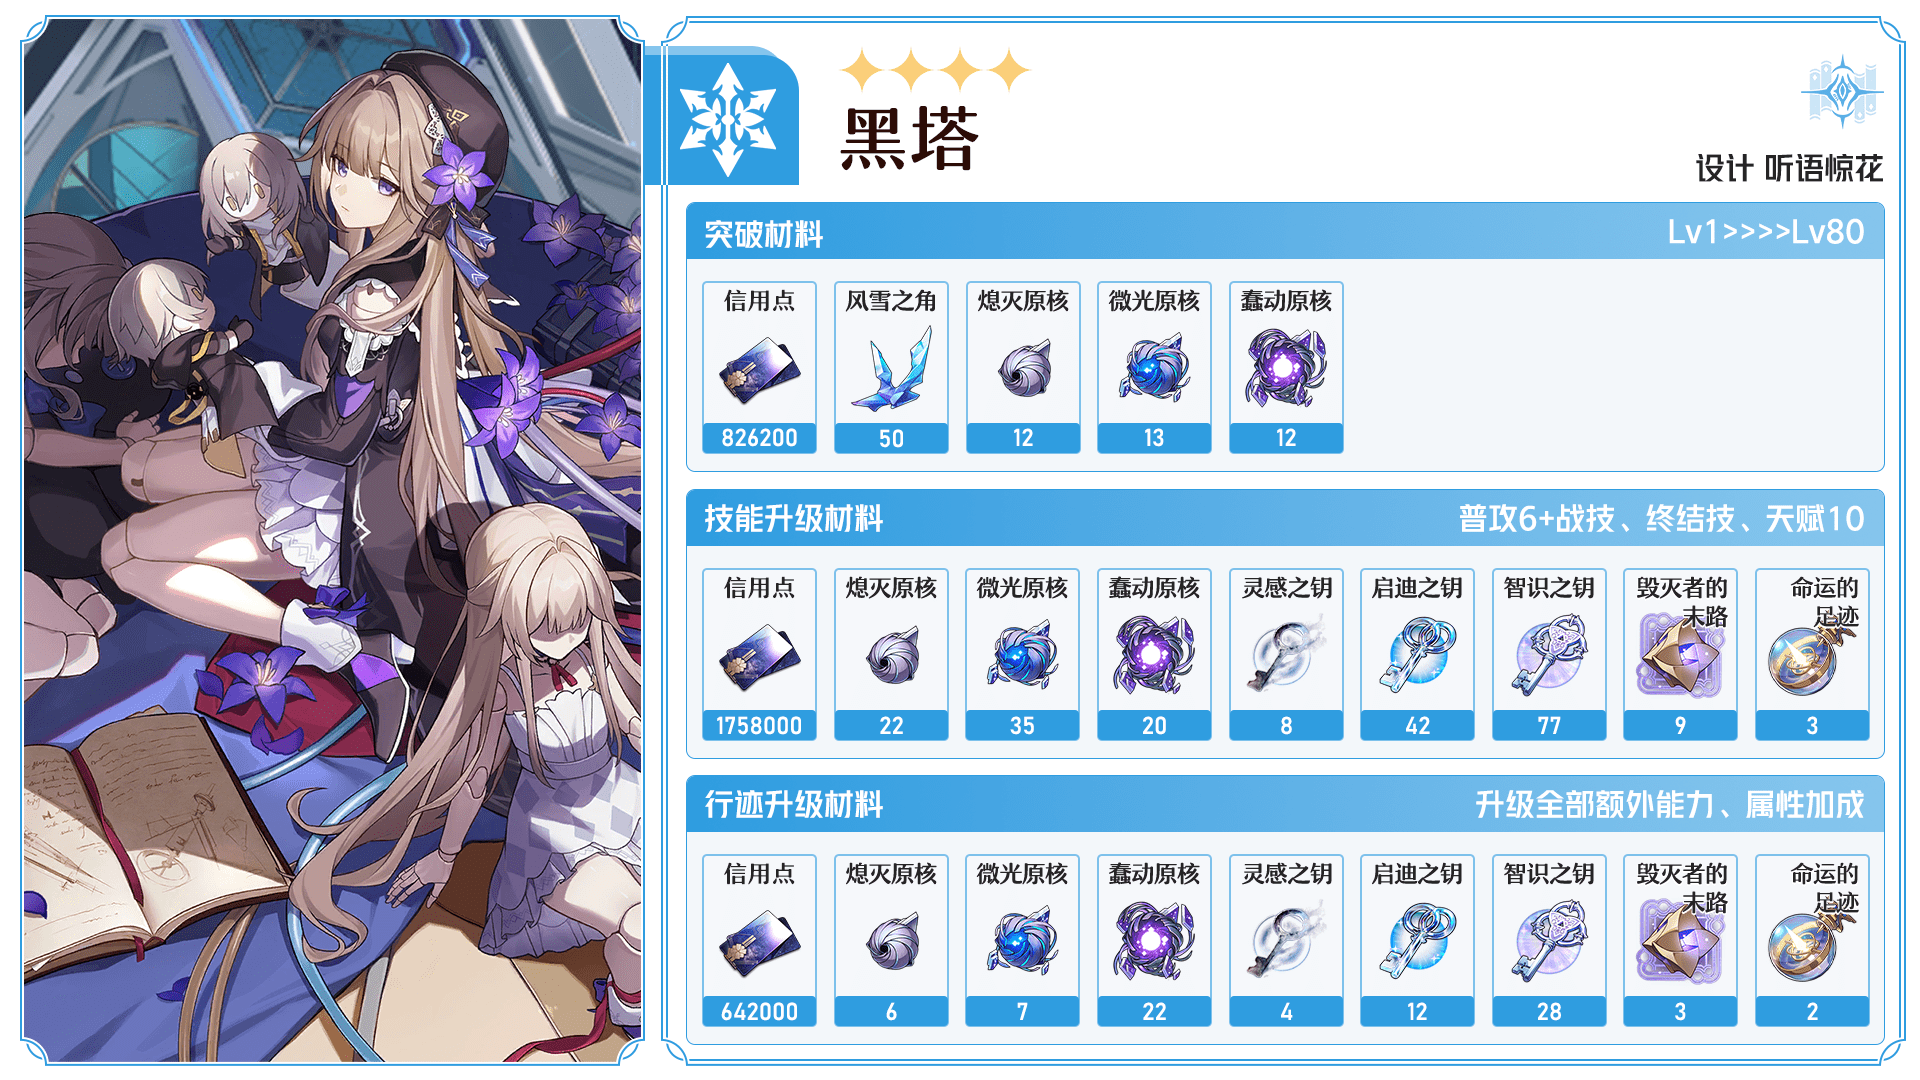 黑塔
设计 听语惊花
突破材料 Lv1>>>>Lv80
信用点 风雪之角 熄灭原核 微光原核 蠢动原核
826200 50 12 13 12
技能升级材料 普攻6+战技、终结技、天赋10
信用点 熄灭原核 微光原核 蠢动原核 灵感之钥 启迪之钥 智识之钥 毁灭者的 命运的
末路 足迹
1758000 22 35 20 8 42 77 9 3
行迹升级材料 升级全部额外能力、属性加成
信用点 熄灭原核 微光原核 蠢动原核 灵感之钥 启迪之钥 智识之钥 毁灭者的 命运的
末路 足迹
642000 6 7 22 4 12 28 3 2